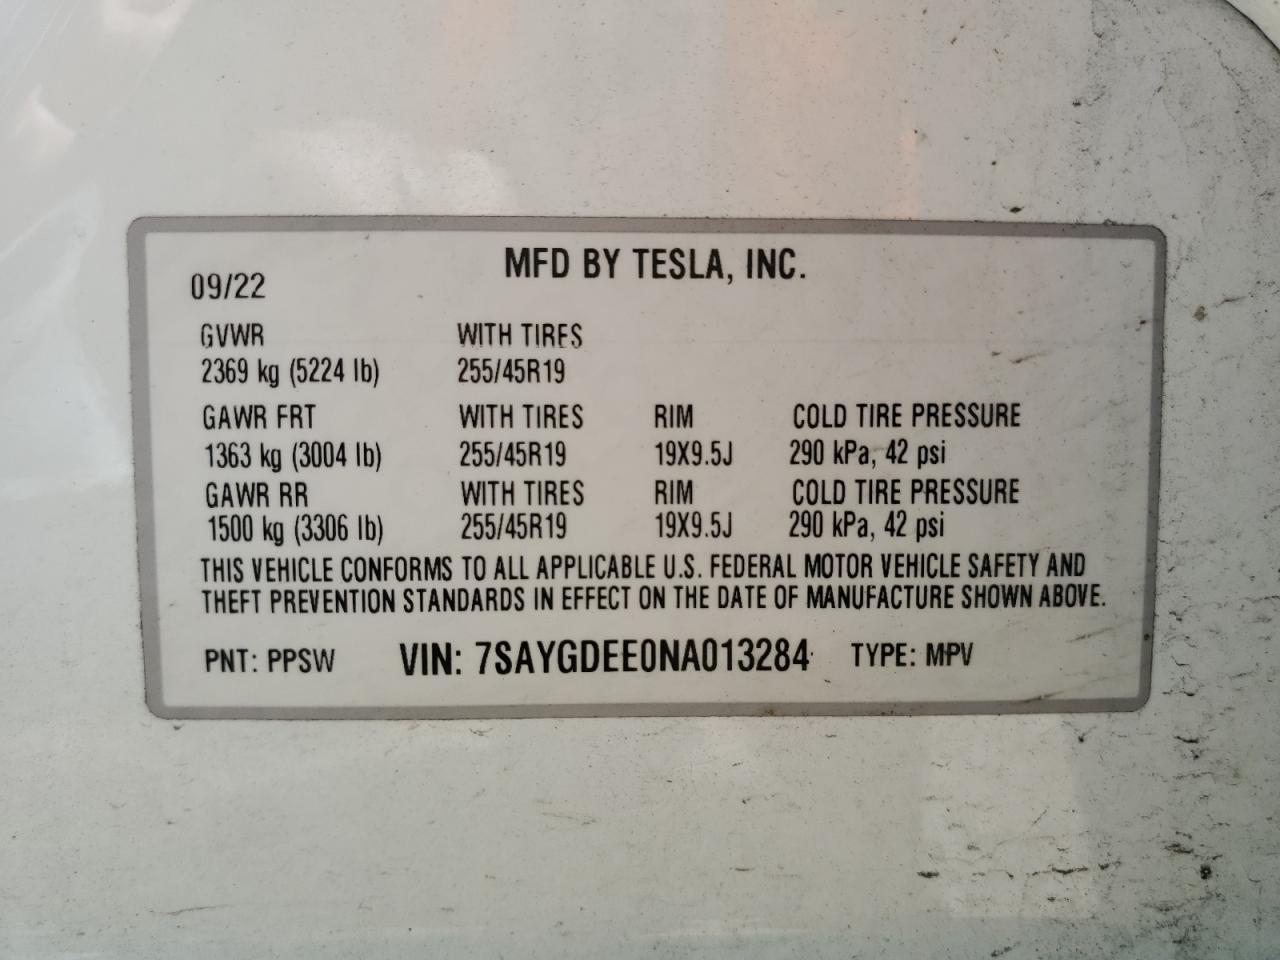 MFD BY TESLA, INC.
09/22
GVWR WITH TIRES
2369 kg (5224 lb) 255/45R19
GAWR FRT WITH TIRES RIM COLD TIRE PRESSURE
1363 kg (3004 lb) 255/45R19 19X9.5J 290 kPa, 42 psi
GAWR RR WITH TIRES RIM COLD TIRE PRESSURE
1500 kg (3306 lb) 255/45R19 19X9.5J 290 kPa, 42 psi
THIS VEHICLE CONFORMS TO ALL APPLICABLE U.S. FEDERAL MOTOR VEHICLE SAFETY AND
THEFT PREVENTION STANDARDS IN EFFECT ON THE DATE OF MANUFACTURE SHOWN ABOVE.
PNT: PPSW VIN: 7SAYGDEE0NA013284 TYPE: MPV